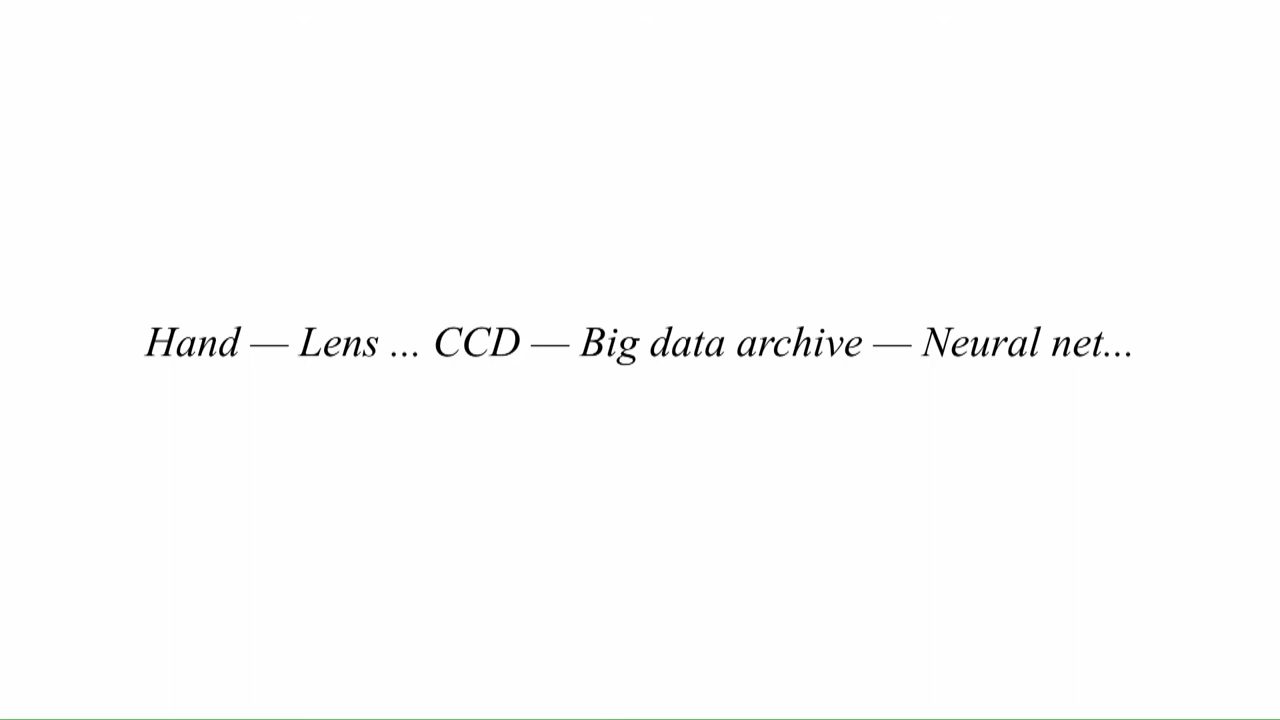 Hand — Lens ... CCD — Big data archive — Neural net...